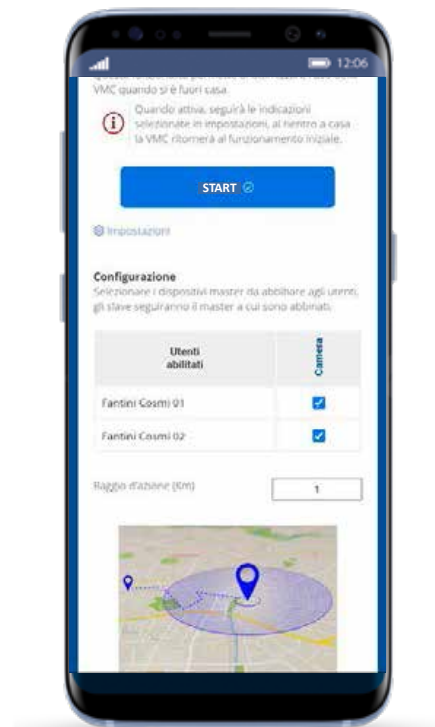 12:06
VMC quando si è fuori casa.
Quando attiva, seguirà le indicazioni
selezionate in impostazioni, al rientro a casa
la VMC ritornerà al funzionamento iniziale.
START
Impostazioni
Configurazione
Selezionare i dispositivi master da abbinare agli utenti,
gli slave seguiranno il master a cui sono abbinati.
Utenti
abilitati
Camera
Fantini Cosmi 01
Fantini Cosmi 02
Raggio d'azione (Km)
1